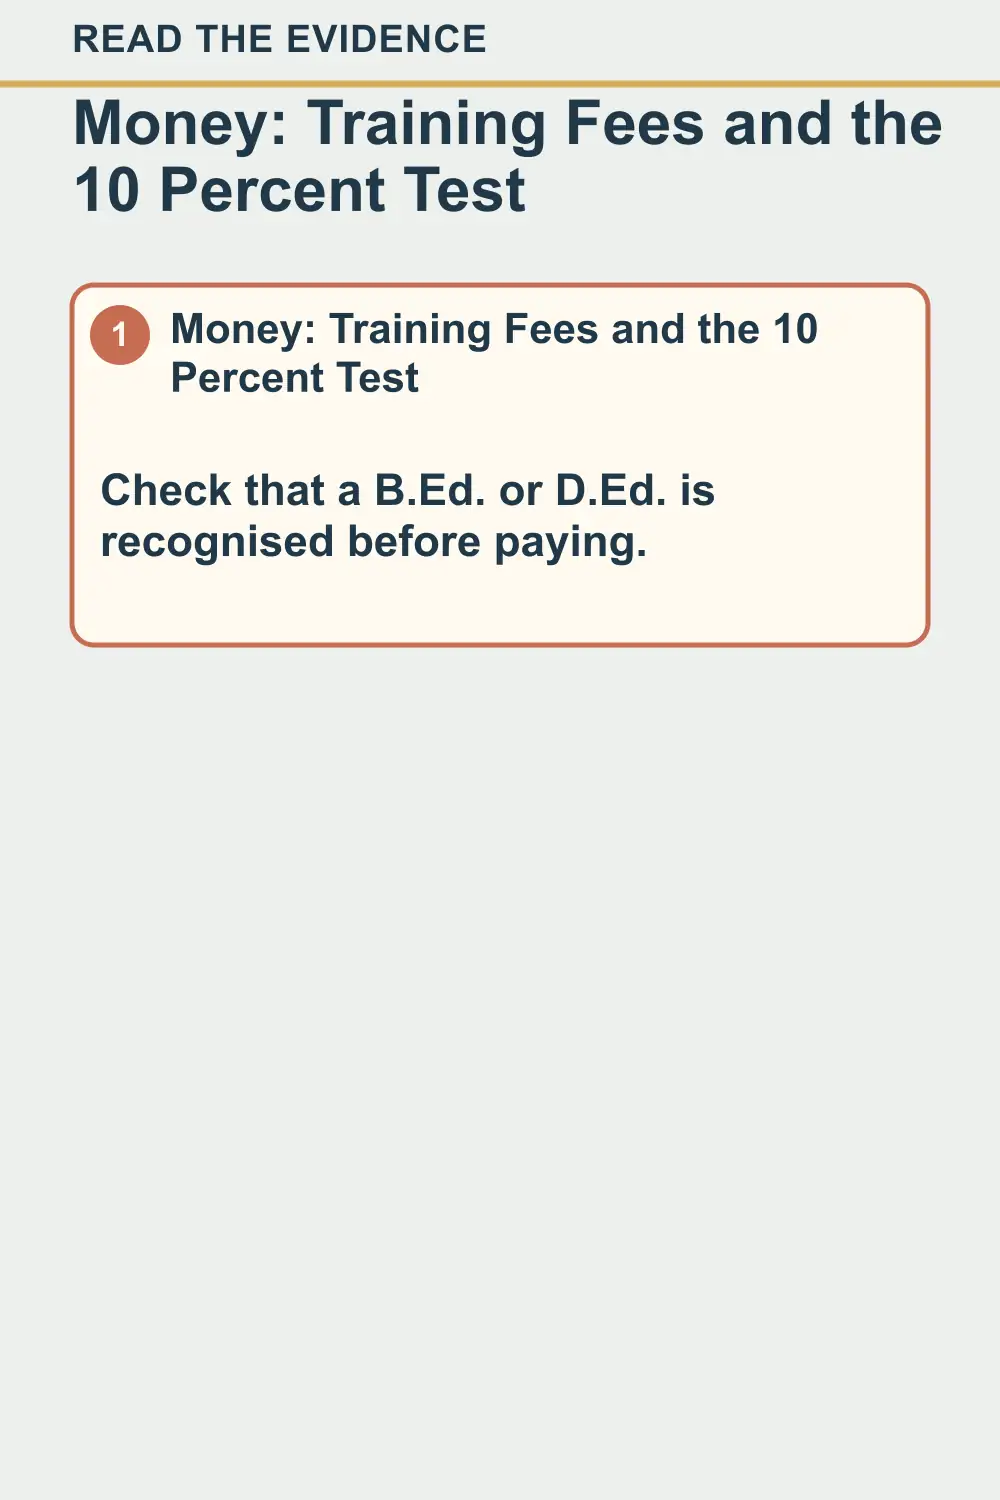 READ THE EVIDENCE
Money: Training Fees and the
10 Percent Test
1
Money: Training Fees and the 10
Percent Test
Check that a B.Ed. or D.Ed. is
recognised before paying.